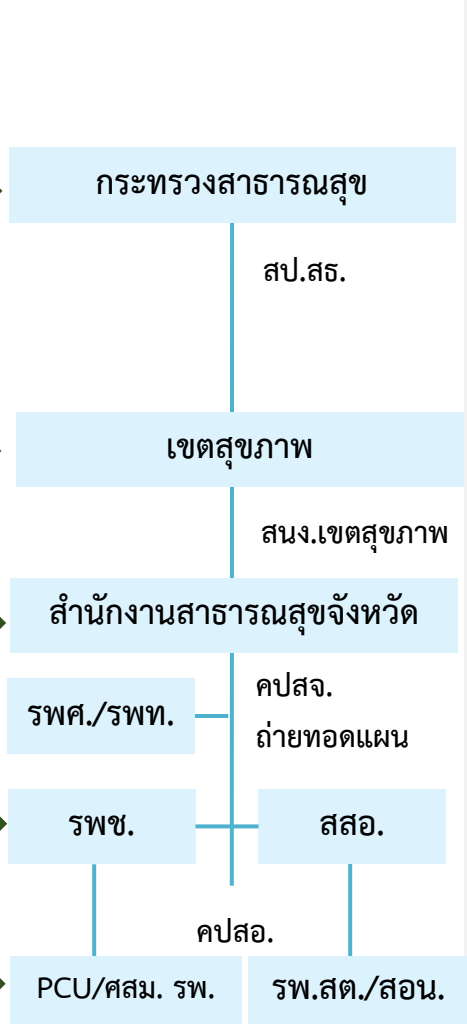 กระทรวงสาธารณสุข
สป.สธ.
เขตสุขภาพ
สนง.เขตสุขภาพ
สำนักงานสาธารณสุขจังหวัด
คปสจ.
รพศ./รพท.
ถ่ายทอดแผน
รพช.
สสอ.
คปสอ.
PCU/ศสม. รพ.
รพ.สต./สอน.